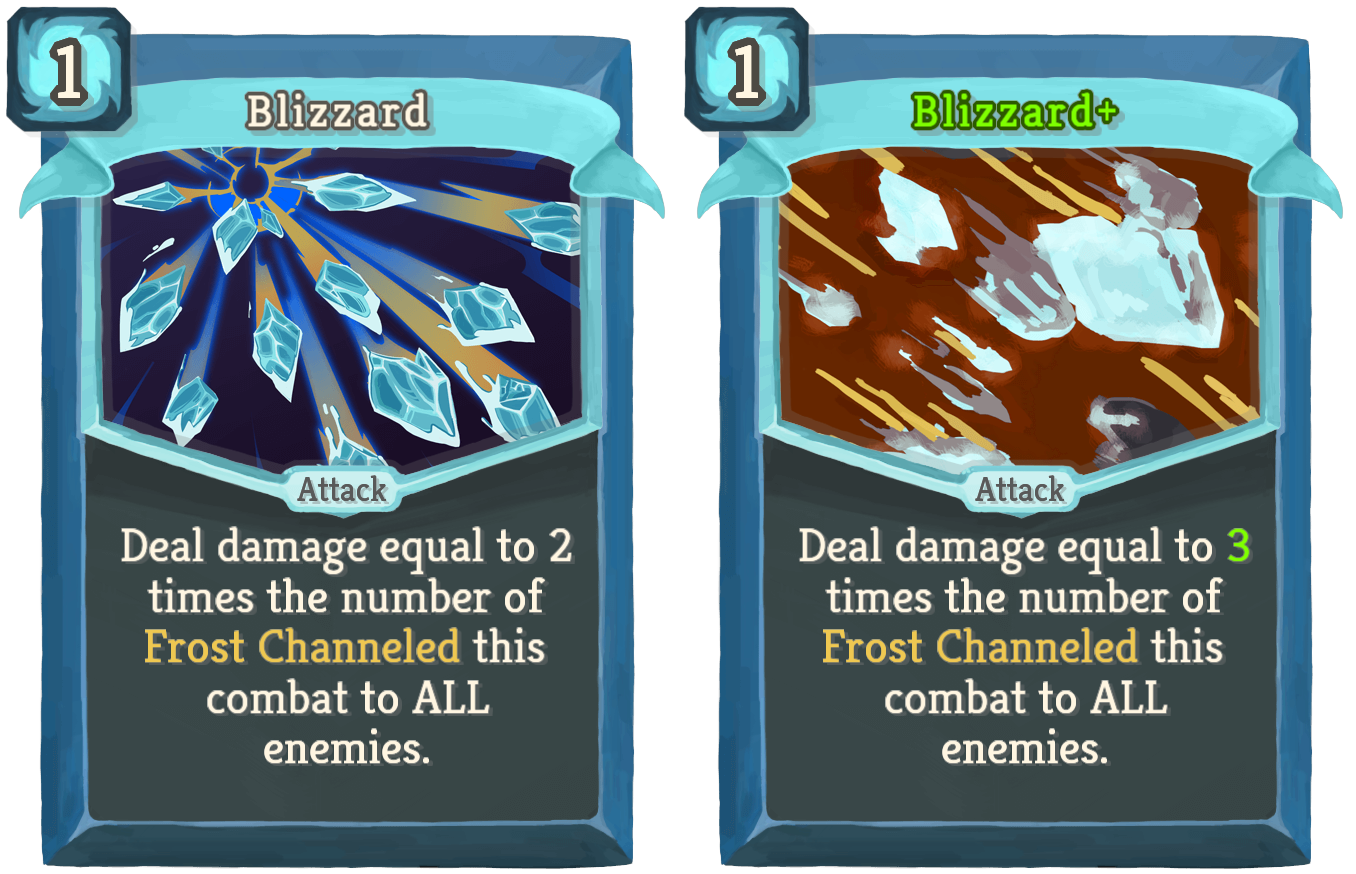 1
Blizzard
Attack
Deal damage equal to 2
times the number of
Frost Channeled this
combat to ALL
enemies.
1
Blizzard+
Attack
Deal damage equal to 3
times the number of
Frost Channeled this
combat to ALL
enemies.